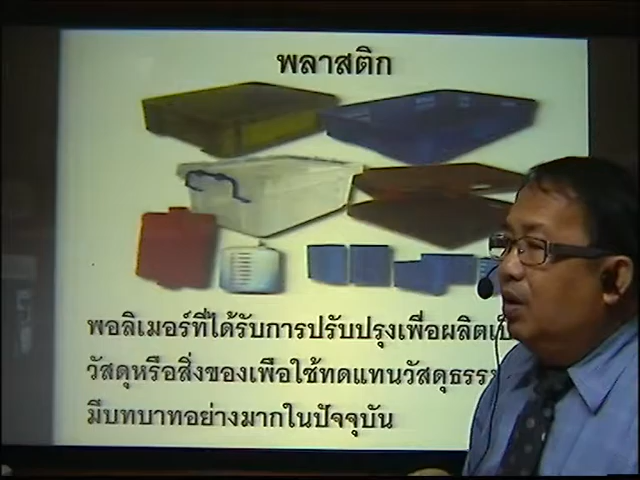 พลาสติก
พอลิเมอร์ที่ได้รับการปรับปรุงเพื่อผลิต
วัสดุหรือสิ่งของเพื่อใช้ทดแทนวัสดุ
มีบทบาทอย่างมากในปัจจุบัน